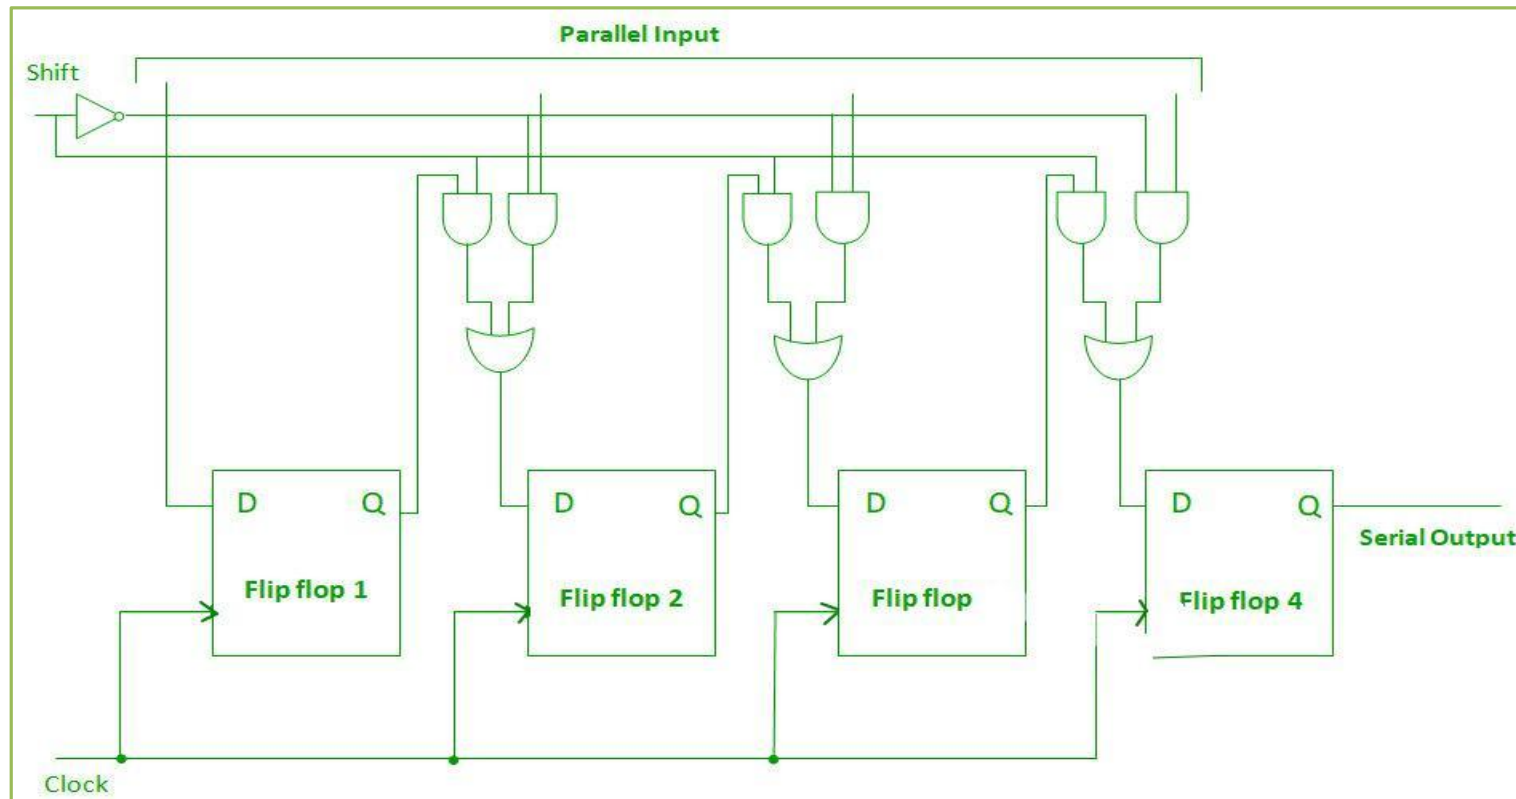 Parallel Input
Shift
D Q
Flip flop 1
D Q
Flip flop 2
D Q
Flip flop
D Q
Flip flop 4
Serial Output
Clock